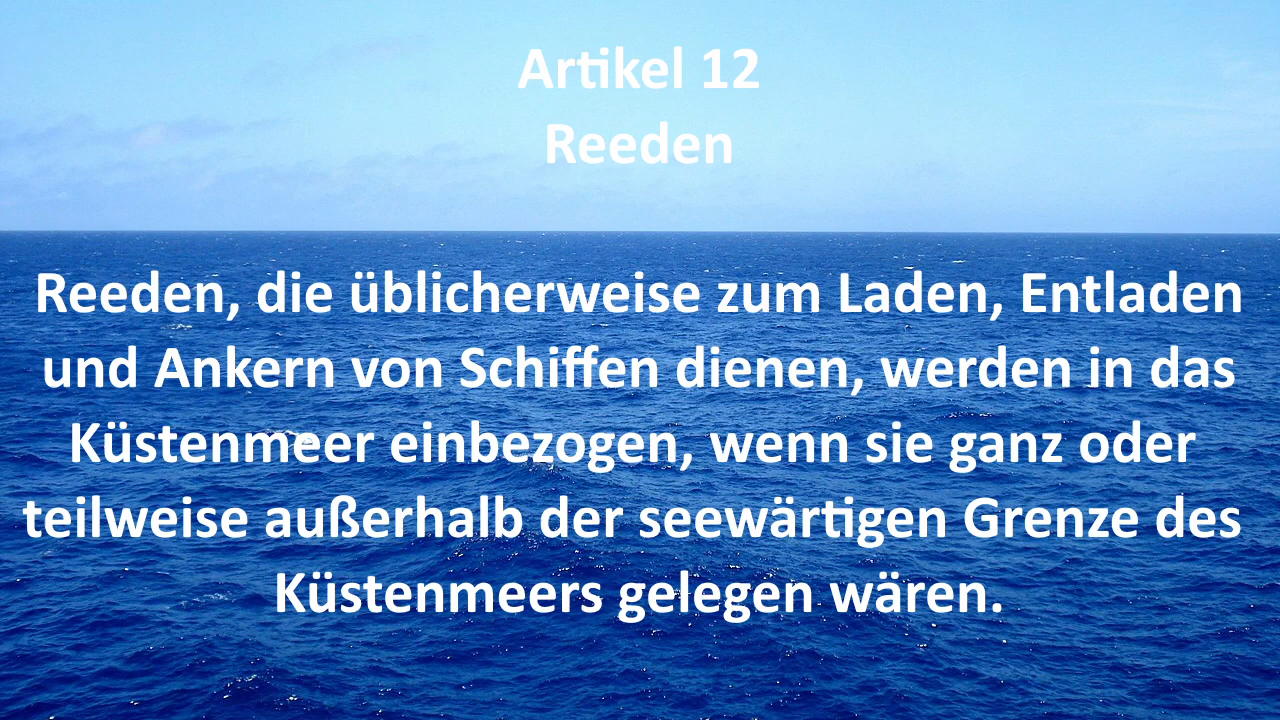 Artikel 12
Reeden
Reeden, die üblicherweise zum Laden, Entladen
und Ankern von Schiffen dienen, werden in das
Küstenmeer einbezogen, wenn sie ganz oder
teilweise außerhalb der seewärtigen Grenze des
Küstenmeers gelegen wären.